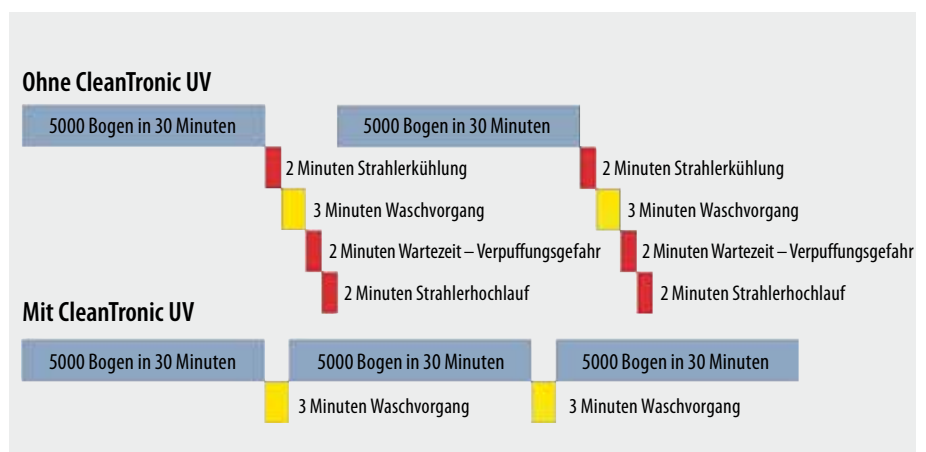 Ohne CleanTronic UV
5000 Bogen in 30 Minuten
5000 Bogen in 30 Minuten
2 Minuten Strahlerkühlung
2 Minuten Strahlerkühlung
3 Minuten Waschvorgang
3 Minuten Waschvorgang
2 Minuten Wartezeit – Verpuffungsgefahr
2 Minuten Wartezeit – Verpuffungsgefahr
2 Minuten Strahlerhochlauf
2 Minuten Strahlerhochlauf
Mit CleanTronic UV
5000 Bogen in 30 Minuten
5000 Bogen in 30 Minuten
5000 Bogen in 30 Minuten
3 Minuten Waschvorgang
3 Minuten Waschvorgang